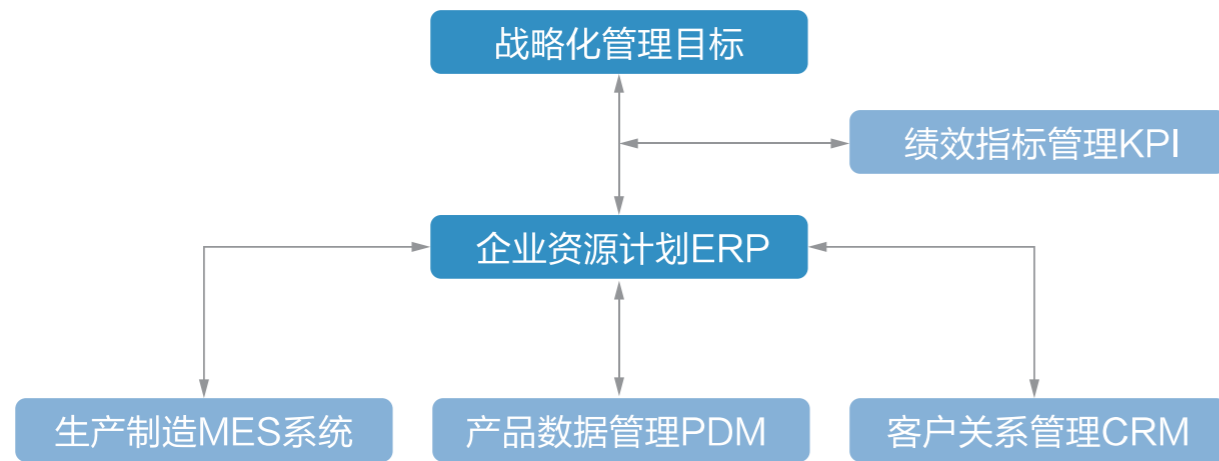 战略化管理目标
绩效指标管理KPI
企业资源计划ERP
生产制造MES系统
产品数据管理PDM
客户关系管理CRM